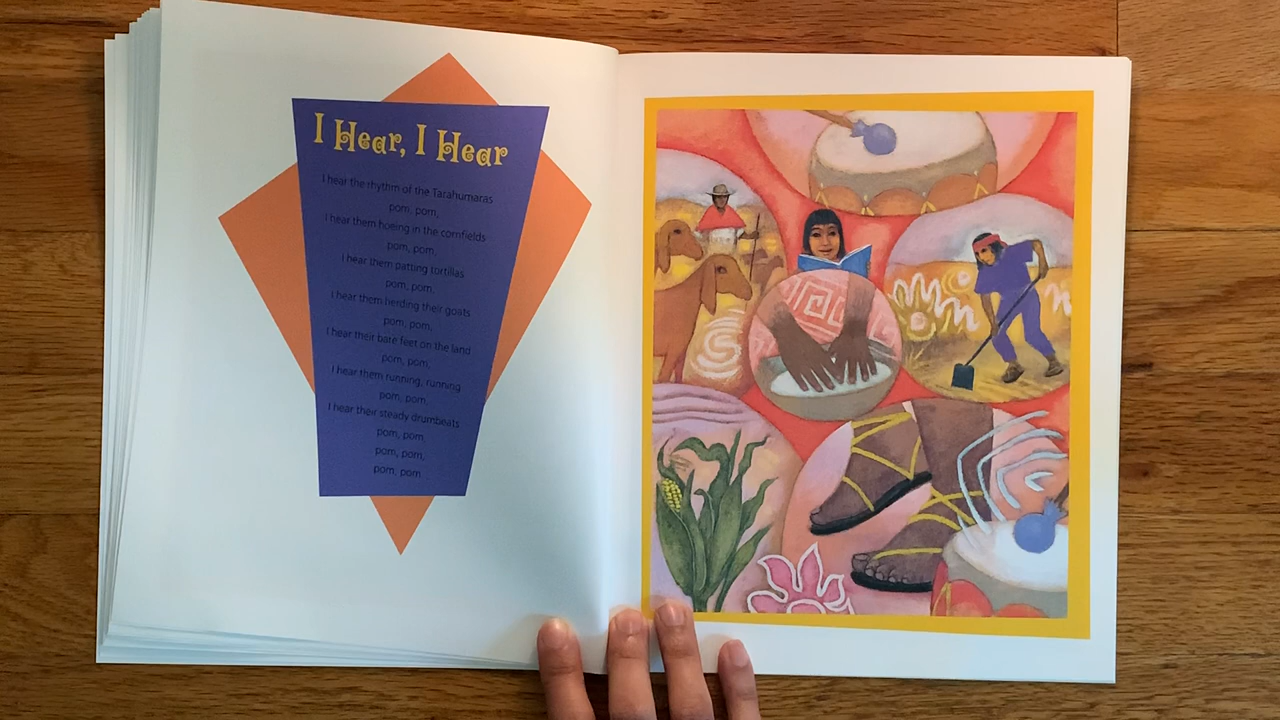 I Hear, I Hear
I hear the rhythm of the Tarahumaras
pom, pom,
I hear them hoeing in the cornfields
pom, pom,
I hear them patting tortillas
pom, pom,
I hear them herding their goats
pom, pom,
I hear their bare feet on the land
pom, pom,
I hear them running, running
pom, pom,
I hear their steady drumbeats
pom, pom,
pom, pom,
pom, pom